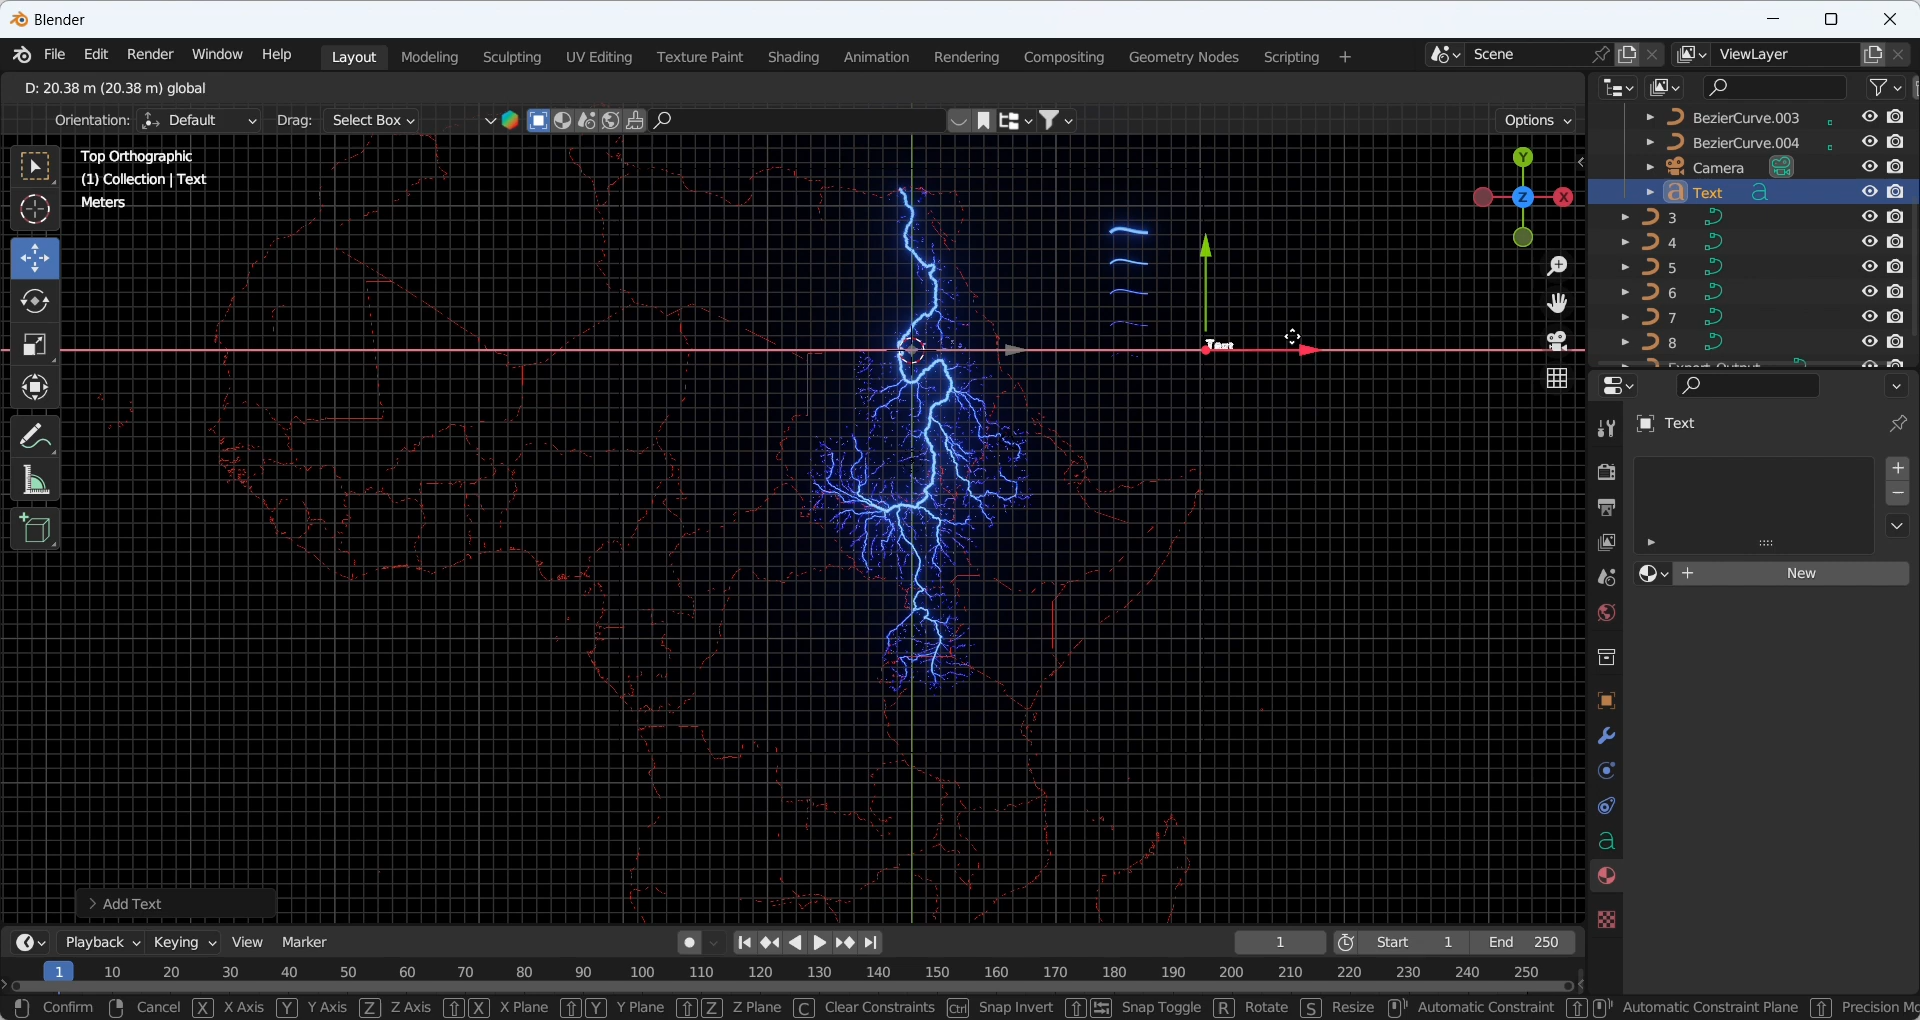 Blender
File Edit Render Window Help Layout Modeling Sculpting UV Editing Texture Paint Shading Animation Rendering Compositing Geometry Nodes Scripting + Scene ViewLayer
D: 20.38 m (20.38 m) global
Orientation: Default Drag: Select Box Options
Top Orthographic
(1) Collection | Text
Meters
Y
Z X
Text
BezierCurve.003
BezierCurve.004
Camera
Text
3
4
5
6
7
8
Text
New
> Add Text
Playback Keying View Marker 1 Start 1 End 250
1 10 20 30 40 50 60 70 80 90 100 110 120 130 140 150 160 170 180 190 200 210 220 230 240 250
Confirm Cancel X X Axis Y Y Axis Z Z Axis X X Plane Y Y Plane Z Z Plane C Clear Constraints Ctrl Snap Invert Snap Toggle R Rotate S Resize Automatic Constraint Automatic Constraint Plane Precision Mo